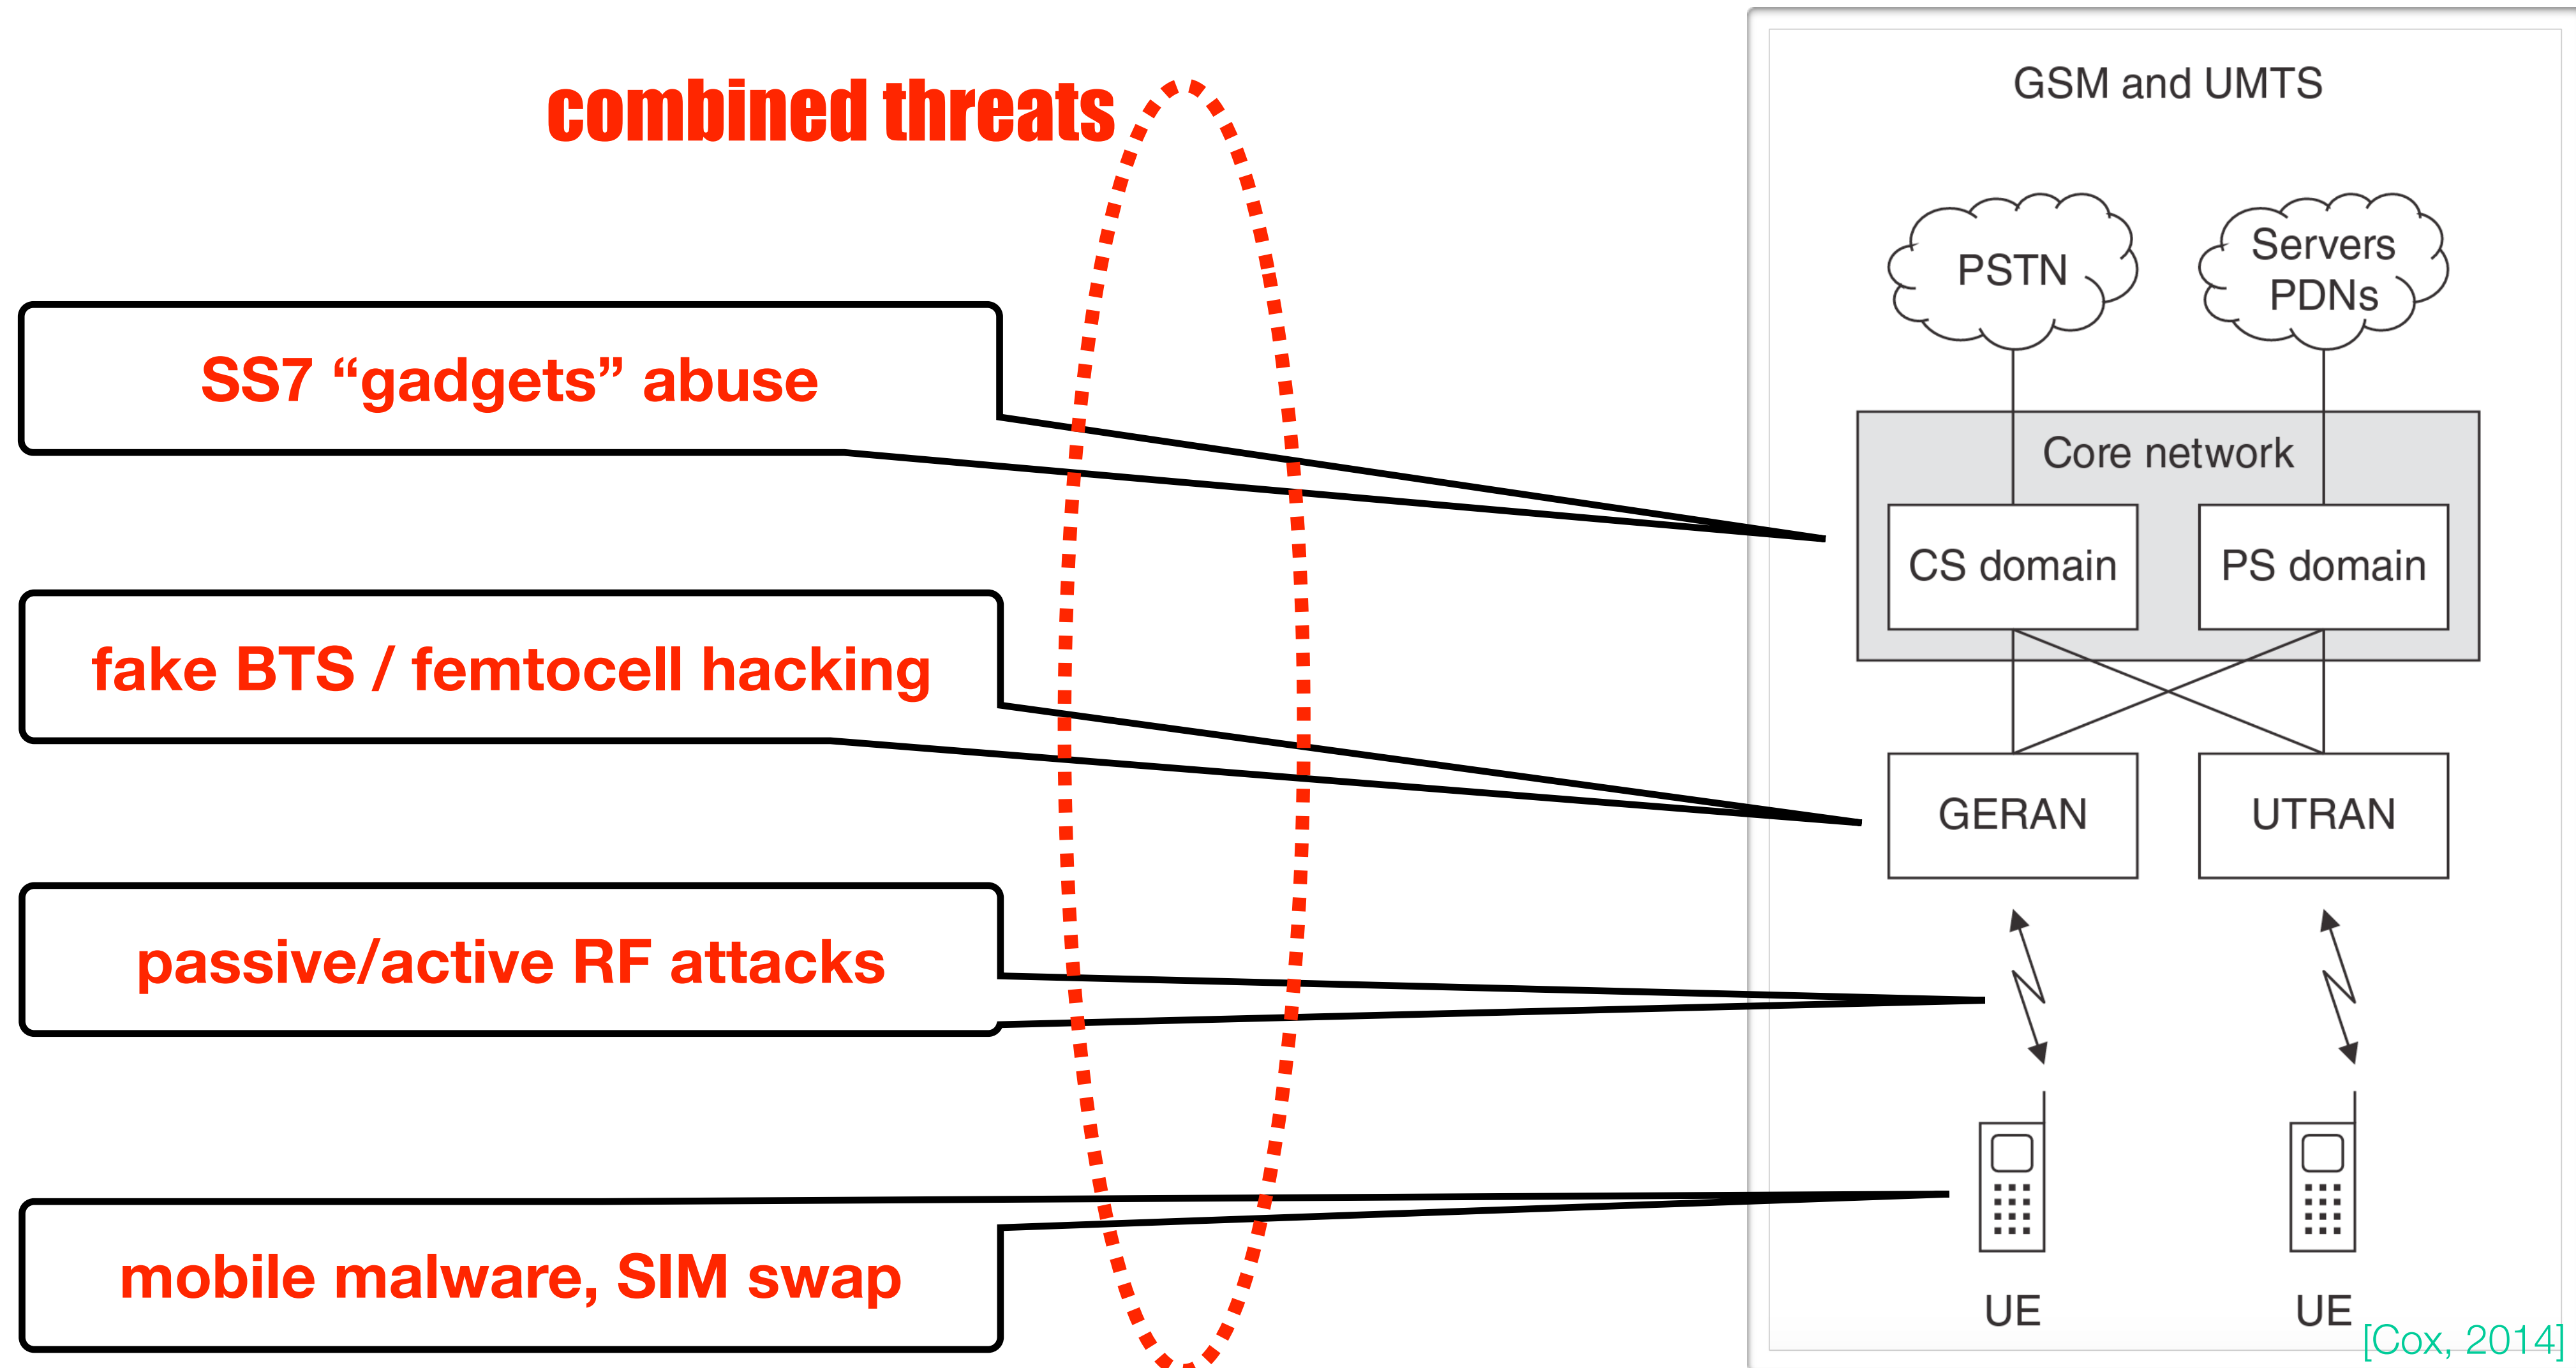 combined threats
SS7 “gadgets” abuse
fake BTS / femtocell hacking
passive/active RF attacks
mobile malware, SIM swap
GSM and UMTS
PSTN
Servers
PDNs
Core network
CS domain
PS domain
GERAN
UTRAN
UE
UE
[Cox, 2014]